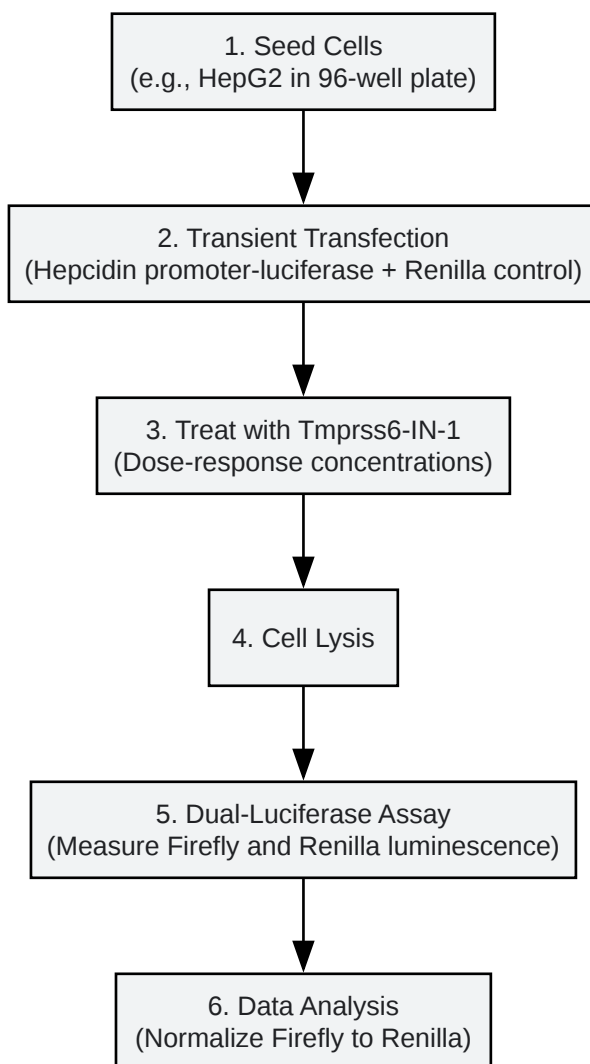 1. Seed Cells
(e.g., HepG2 in 96-well plate)
2. Transient Transfection
(Hepcidin promoter-luciferase + Renilla control)
3. Treat with Tmprss6-IN-1
(Dose-response concentrations)
4. Cell Lysis
5. Dual-Luciferase Assay
(Measure Firefly and Renilla luminescence)
6. Data Analysis
(Normalize Firefly to Renilla)